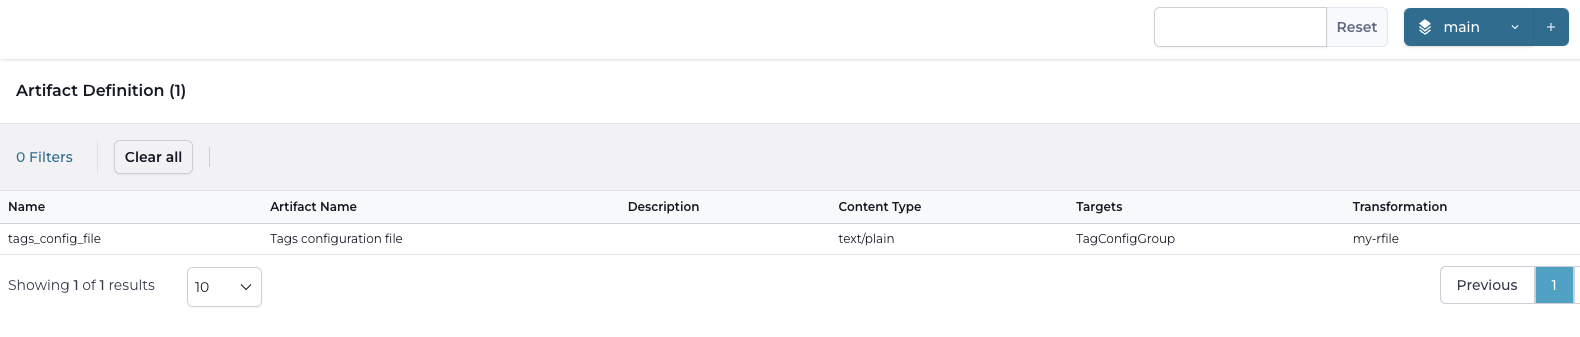 Reset
main
+
Artifact Definition (1)
0 Filters
Clear all
Name Artifact Name Description Content Type Targets Transformation
tags_config_file Tags configuration file text/plain TagConfigGroup my-rfile
Showing 1 of 1 results 10 Previous 1